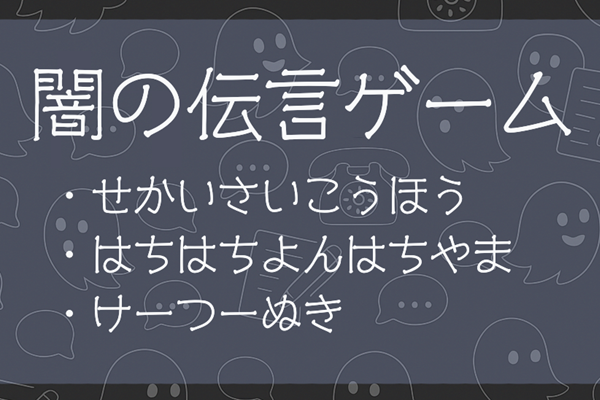 闇の伝言ゲーム
・せかいさいこうほう
・はちはちよんはちやま
・けーつーぬき